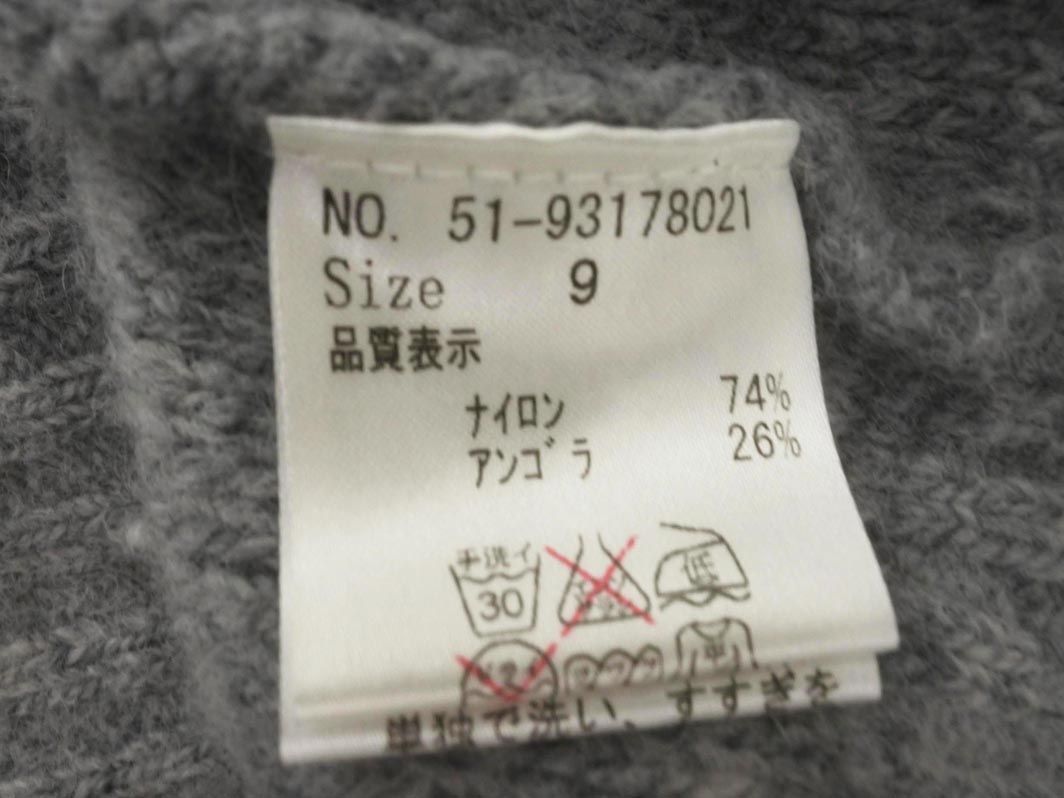 NO. 51-93178021
Size 9
品質表示
ナイロン 74%
アンゴラ 26%
手洗イ
30
低
平
単独で洗い、すすぎを